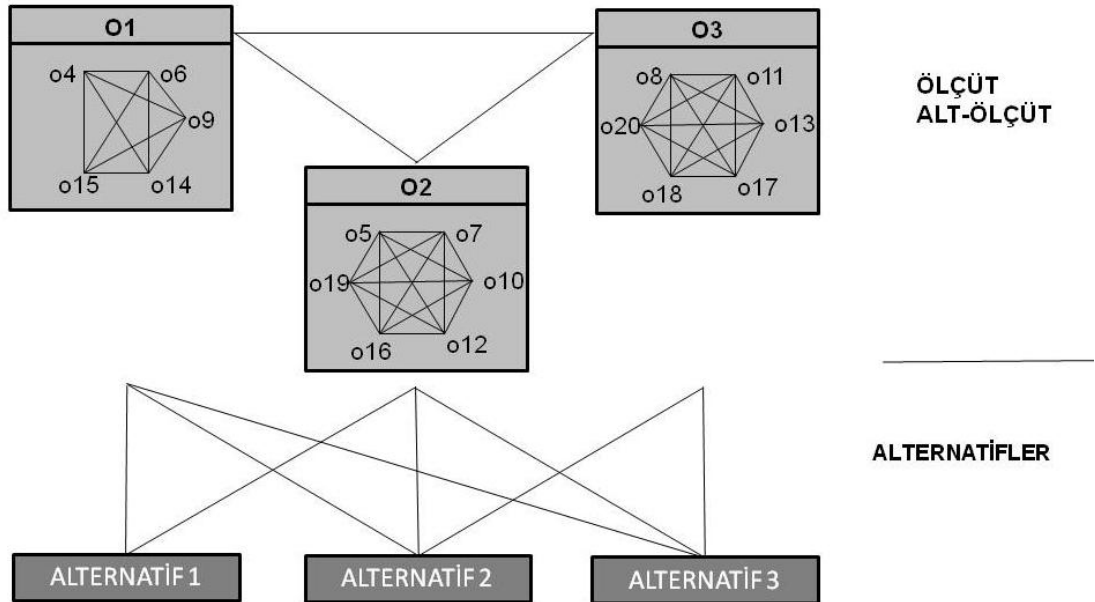 O1
o4
o6
o9
o15
o14
O3
o8
o11
o20
o13
o18
o17
ÖLÇÜT
ALT-ÖLÇÜT
O2
o5
o7
o19
o10
o16
o12
ALTERNATİFLER
ALTERNATİF 1
ALTERNATİF 2
ALTERNATİF 3